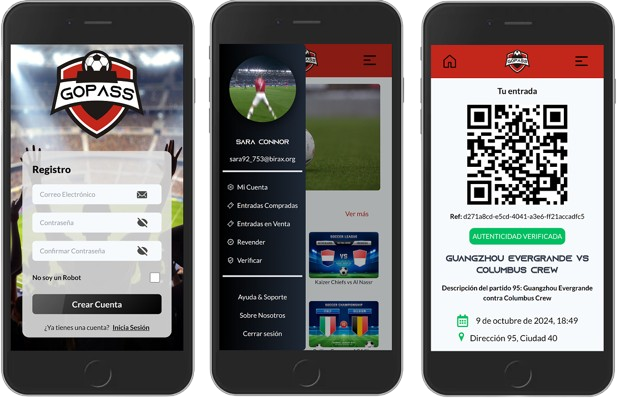 GOPASS
Registro
Correo Electrónico
Contraseña
Confirmar Contraseña
No soy un Robot
Crear Cuenta
¿Ya tienes una cuenta? Inicia Sesión
SARA CONNOR
sara92_753@birax.org
Mi Cuenta
Entradas Compradas
Entradas en Venta
Revender
Verificar
Ayuda & Soporte
Sobre Nosotros
Cerrar sesión
Ver más
VS
Kaizer Chiefs vs Al Nassr
Tu entrada
Ref: d271a8cd-e5cd-4041-a3e6-ff21accadfc5
AUTENTICIDAD VERIFICADA
GUANGZHOU EVERGRANDE VS
COLUMBUS CREW
Descripción del partido 95: Guangzhou Evergrande
contra Columbus Crew
9 de octubre de 2024, 18:49
Dirección 95, Ciudad 40